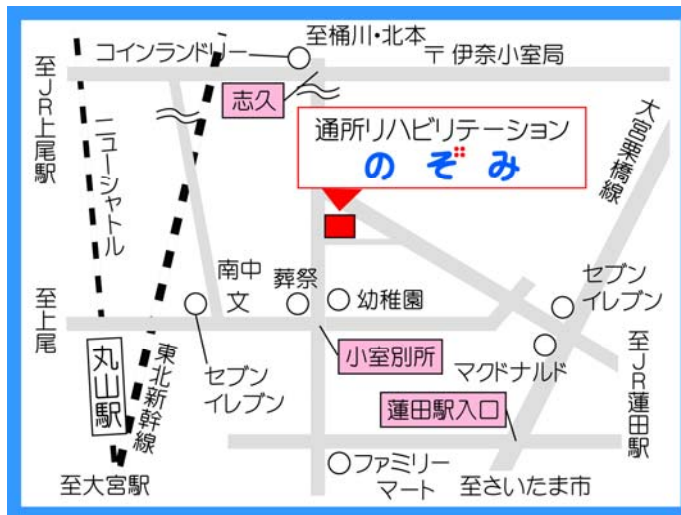 至桶川・北本
コインランドリー
〒伊奈小室局
志久
至JR上尾駅
ニューシャトル
大宮栗橋線
通所リハビリテーション
のぞみ
南中
文
葬祭
幼稚園
セブン
イレブン
至上尾
小室別所
マクドナルド
丸山駅
東北新幹線
セブン
イレブン
至JR蓮田駅
蓮田駅入口
ファミリー
マート
至大宮駅
至さいたま市